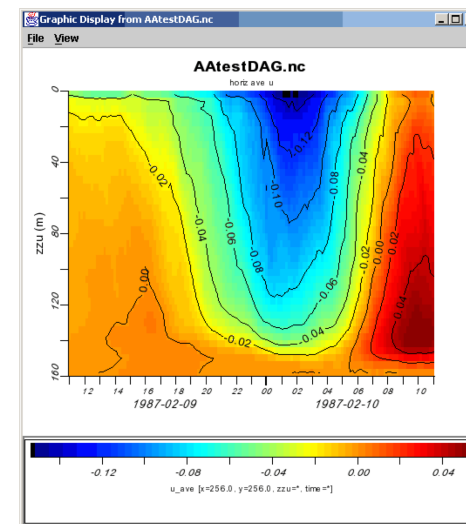 Graphic Display from AAtestDAG.nc
File View
AAtestDAG.nc
horiz ave u
zzu (m)
0
40
80
120
160
-0.02
0.00
-0.04
-0.06
-0.08
-0.10
-0.12
-0.08
-0.04
-0.06
-0.04
-0.02
-0.02
0.00
0.02
0.04
12 14 16 18 20 22 00 02 04 06 08 10
1987-02-09 1987-02-10
-0.12 -0.08 -0.04 0.00 0.04
u_ave [x=256.0, y=256.0, zzu=*, time=*]